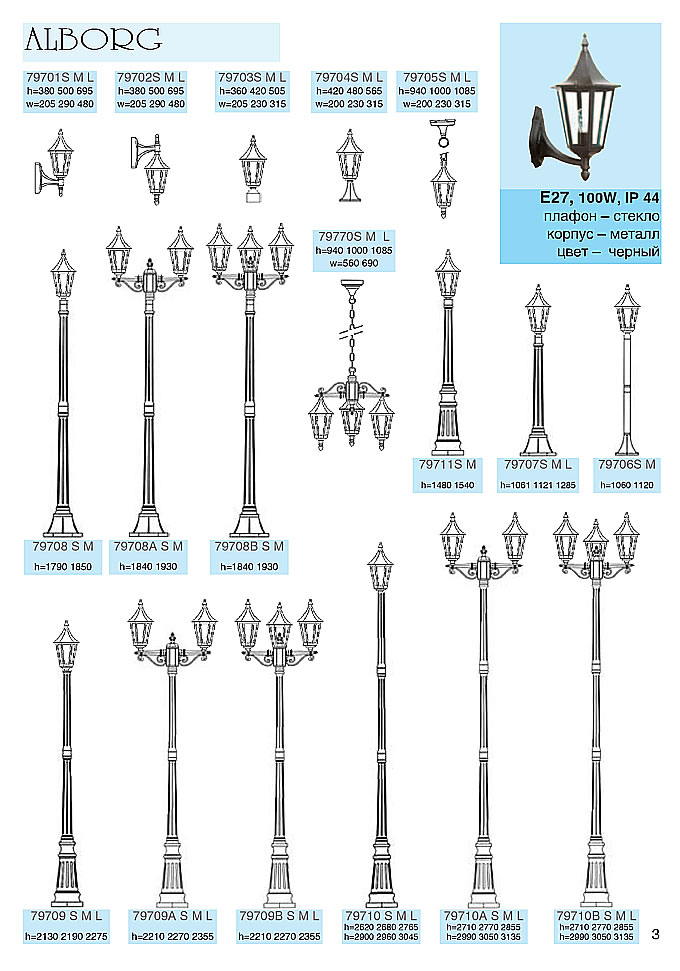 ALBORG
79701S M L
h=380 500 695
w=205 290 480
79702S M L
h=380 500 695
w=205 290 480
79703S M L
h=360 420 505
w=205 230 315
79704S M L
h=420 480 565
w=200 230 315
79705S M L
h=940 1000 1085
w=200 230 315
E27, 100W, IP 44
плафон – стекло
корпус – металл
цвет – черный
79770S M L
h=940 1000 1085
w=560 690
79711S M
h=1480 1540
79707S M L
h=1061 1121 1285
79706S M
h=1060 1120
79708 S M
h=1790 1850
79708A S M
h=1840 1930
79708B S M
h=1840 1930
79709 S M L
h=2130 2190 2275
79709A S M L
h=2210 2270 2355
79709B S M L
h=2210 2270 2355
79710 S M L
h=2620 2680 2765
h=2900 2960 3045
79710A S M L
h=2710 2770 2855
h=2990 3050 3135
79710B S M L
h=2710 2770 2855
h=2990 3050 3135
3